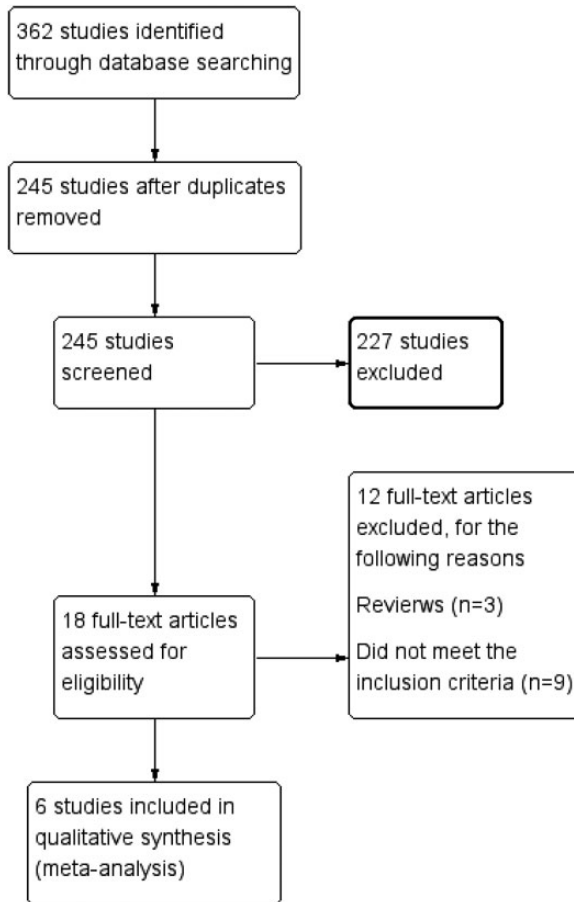 362 studies identified
through database searching
245 studies after duplicates
removed
245 studies
screened
227 studies
excluded
12 full-text articles
excluded, for the
following reasons
Revierws (n=3)
Did not meet the
inclusion criteria (n=9)
18 full-text articles
assessed for
eligibility
6 studies included in
qualitative synthesis
(meta-analysis)